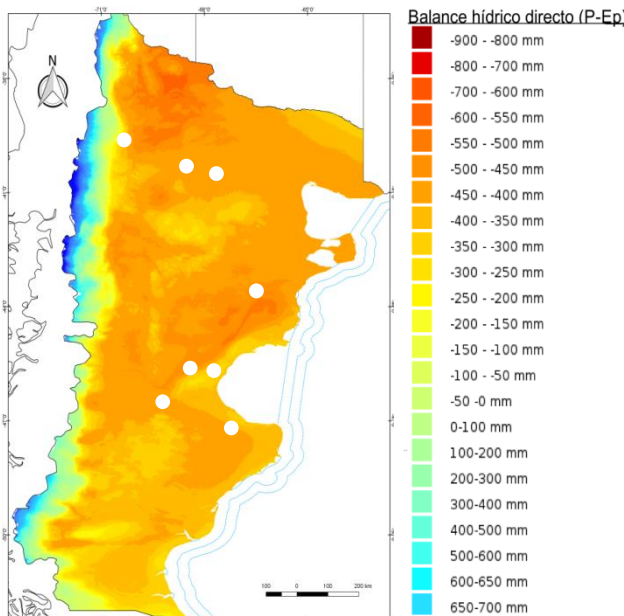 Balance hídrico directo (P-Ep)
-71°
-68°
N
-900 - -800 mm
-800 - -700 mm
-700 - -600 mm
-600 - -550 mm
-550 - -500 mm
-500 - -450 mm
-450 - -400 mm
-400 - -350 mm
-350 - -300 mm
-300 - -250 mm
-250 - -200 mm
-200 - -150 mm
-150 - -100 mm
-100 - -50 mm
-50 -0 mm
0-100 mm
100-200 mm
200-300 mm
300-400 mm
400-500 mm
500-600 mm
600-650 mm
650-700 mm
100 0 100 200 km